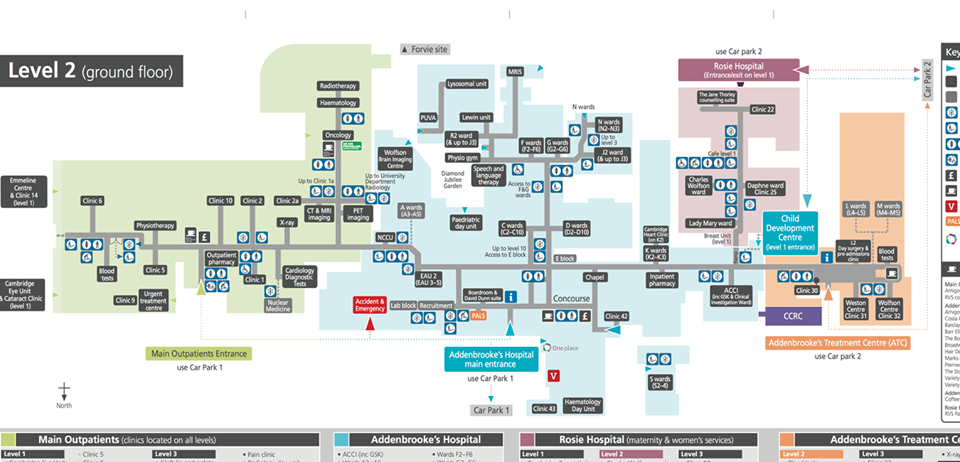 Level 2 (ground floor)
Forvie site
use Car park 2
Rosie Hospital
(Entrance/exit on level 1)
Car Park 2
Key
MRIS
Lysosomal unit
Radiotherapy
Haematology
Oncology
PUVA
Lewin unit
N wards
N wards
(N2–N3)
Up to
level 3
The Jane Thorley
counselling suite
Clinic 22
R2 ward
(& up to J3)
F wards
(F2–F6)
G wards
(G2–G6)
J2 ward
(& up to J3)
Wolfson
Brain Imaging
Centre
Physio gym
Diamond
Jubilee
Garden
Speech and
language
therapy
Cafe level 1
Up to Clinic 1a
Up to University
Department
Radiology
Access to
F&G
wards
Charles
Wolfson
ward
Daphne ward
Clinic 25
Emmeline
Centre
& Clinic 14
(level 1)
Clinic 6
Clinic 10
Clinic 2
Clinic 2a
CT & MRI
imaging
PET
imaging
A wards
(A3–A5)
Paediatric
day unit
PALS
C wards
(C2–C10)
D wards
(D2–D10)
Cambridge
Heart Clinic
(on K2)
K wards
(K2–K3)
Lady Mary ward
Breast Unit
(level 1)
Child
Development
Centre
(level 1 entrance)
L wards
(L4–L5)
M wards
(M4–M5)
Physiotherapy
PALS
£
X-ray
NCCU
Up to level 10
Access to E block
E block
L2
Day surgery &
pre-admissions
clinic
Blood
tests
Blood
tests
Clinic 5
Outpatient
pharmacy
Clinic 1
Cardiology
Diagnostic
Tests
EAU 2
(EAU 3–5)
Chapel
Inpatient
pharmacy
ACCI
(inc GSK & Clinical
Investigation Ward)
Clinic 30
Cambridge
Eye Unit
& Cataract Clinic
(level 1)
Clinic 9
Urgent
treatment
centre
Nuclear
Medicine
Accident &
Emergency
Lab block
Recruitment
Boardroom &
David Dunn suite
Concourse
PALS
£
Clinic 42
CCRC
Weston
Centre
Clinic 31
Wolfson
Centre
Clinic 32
Main Outpatients Entrance
use Car Park 1
Addenbrooke's Hospital
main entrance
use Car Park 1
One place
V
Addenbrooke's Treatment Centre (ATC)
use Car park 2
S wards
(S2–4)
North
Car Park 1
Clinic 43
Haematology
Day Unit
Main Outpatients (clinics located on all levels)
Addenbrooke's Hospital
Rosie Hospital (maternity & women's services)
Addenbrooke's Treatment Ce
Level 1
• Clinic 5
Level 3
• Pain clinic
• ACCI (inc GSK)
• Wards F2–F6
Level 1
Level 2
Level 3
Level 2
Level 3
• X-ray